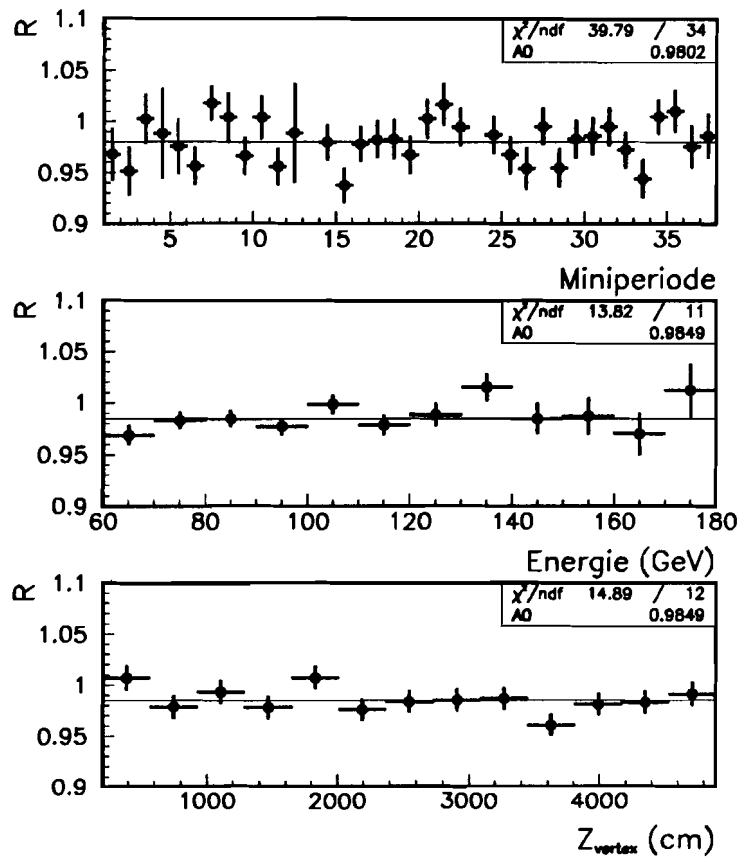 R
1.1
1.05
1
0.95
0.9
χ²/ndf 39.79 / 34
A0 0.9802
5 10 15 20 25 30 35
Miniperiode
R
1.1
1.05
1
0.95
0.9
χ²/ndf 13.82 / 11
A0 0.9849
60 80 100 120 140 160 180
Energie (GeV)
R
1.1
1.05
1
0.95
0.9
χ²/ndf 14.89 / 12
A0 0.9849
1000 2000 3000 4000
Zvertex (cm)